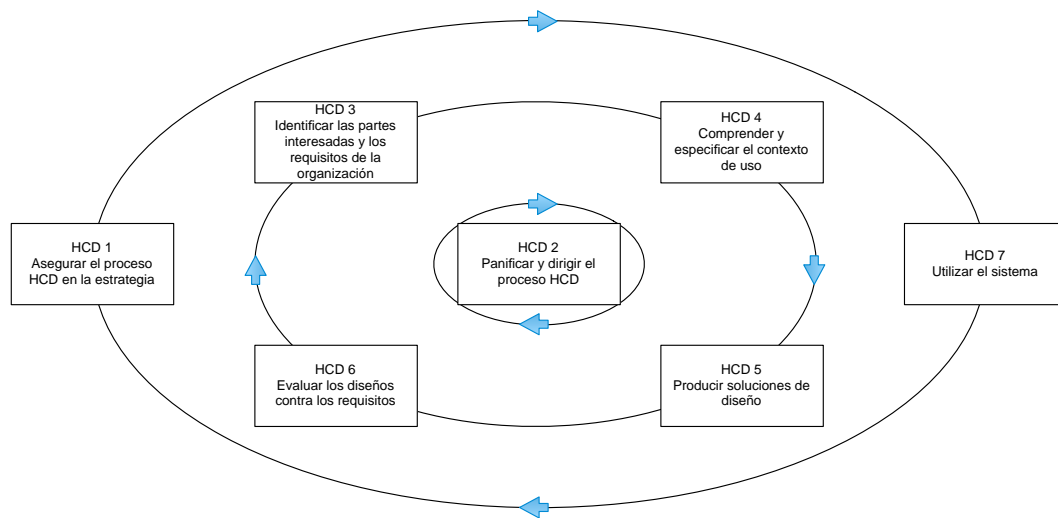 HCD 3
Identificar las partes
interesadas y los
requisitos de la
organización
HCD 4
Comprender y
especificar el contexto
de uso
HCD 1
Asegurar el proceso
HCD en la estrategia
HCD 2
Panificar y dirigir el
proceso HCD
HCD 7
Utilizar el sistema
HCD 6
Evaluar los diseños
contra los requisitos
HCD 5
Producir soluciones de
diseño